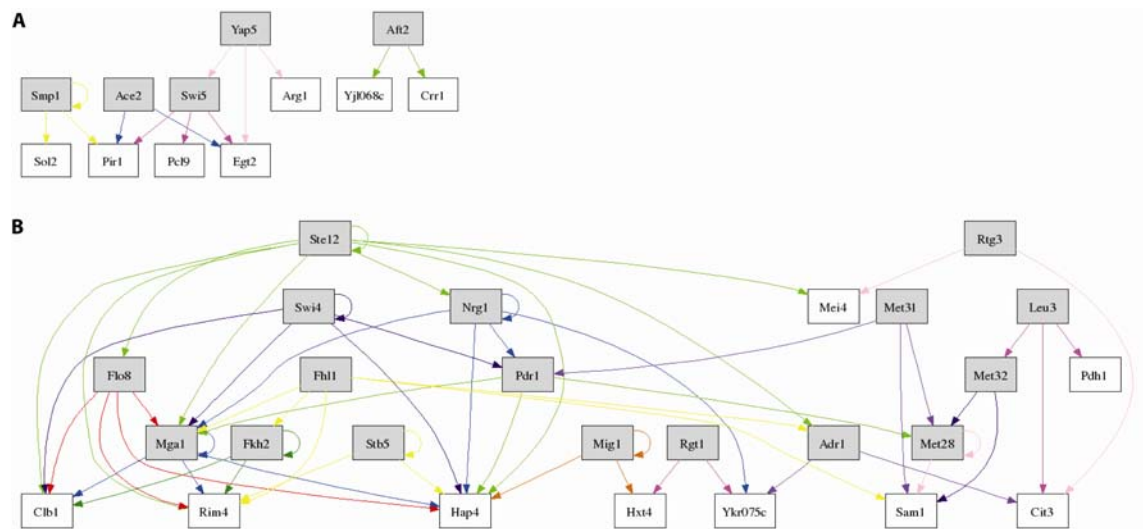 A
Yap5 Aft2
Smp1 Ace2 Swi5 Arg1 Yjl068c Crr1
Sol2 Pir1 Pcl9 Egt2
B
Ste12 Rtg3
Swi4 Nrg1 Mei4 Met31 Leu3
Flo8 Fhl1 Pdr1 Met32 Pdh1
Mga1 Fkh2 Stb5 Mig1 Rgt1 Adr1 Met28
Clb1 Rim4 Hap4 Hxt4 Ykr075c Sam1 Cit3